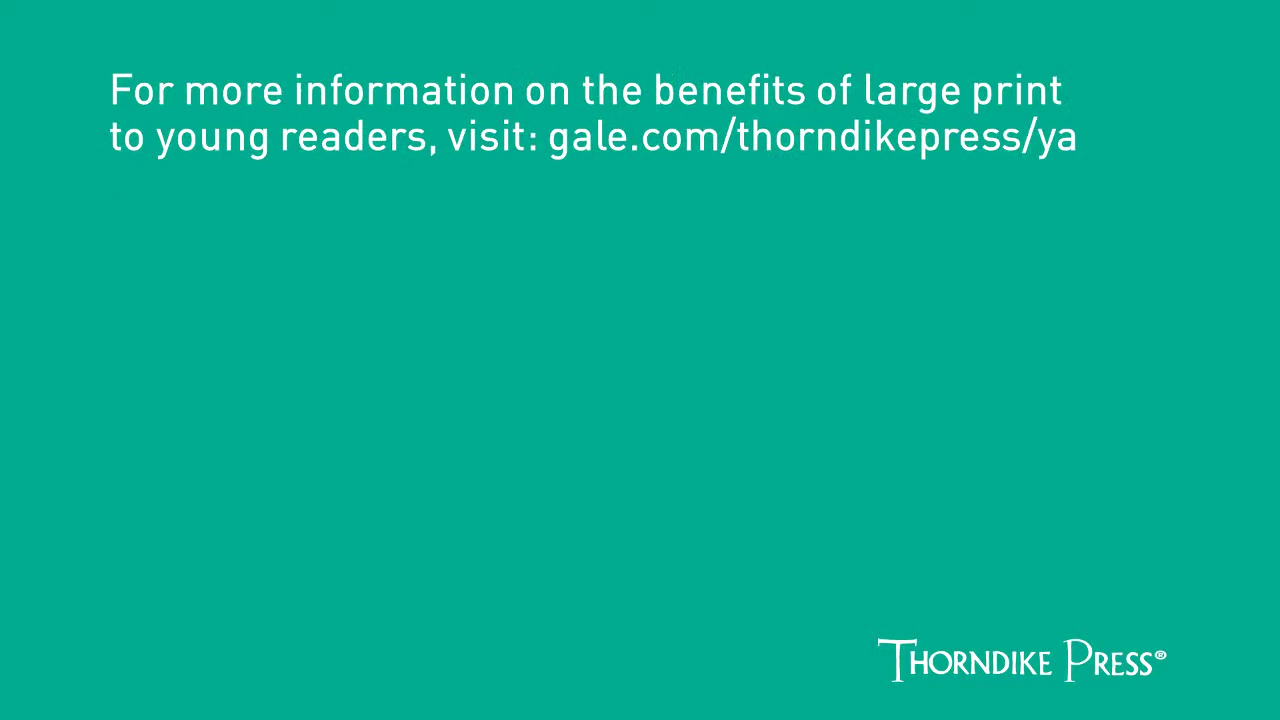 For more information on the benefits of large print
to young readers, visit: gale.com/thorndikepress/ya
THORNDIKE PRESS®